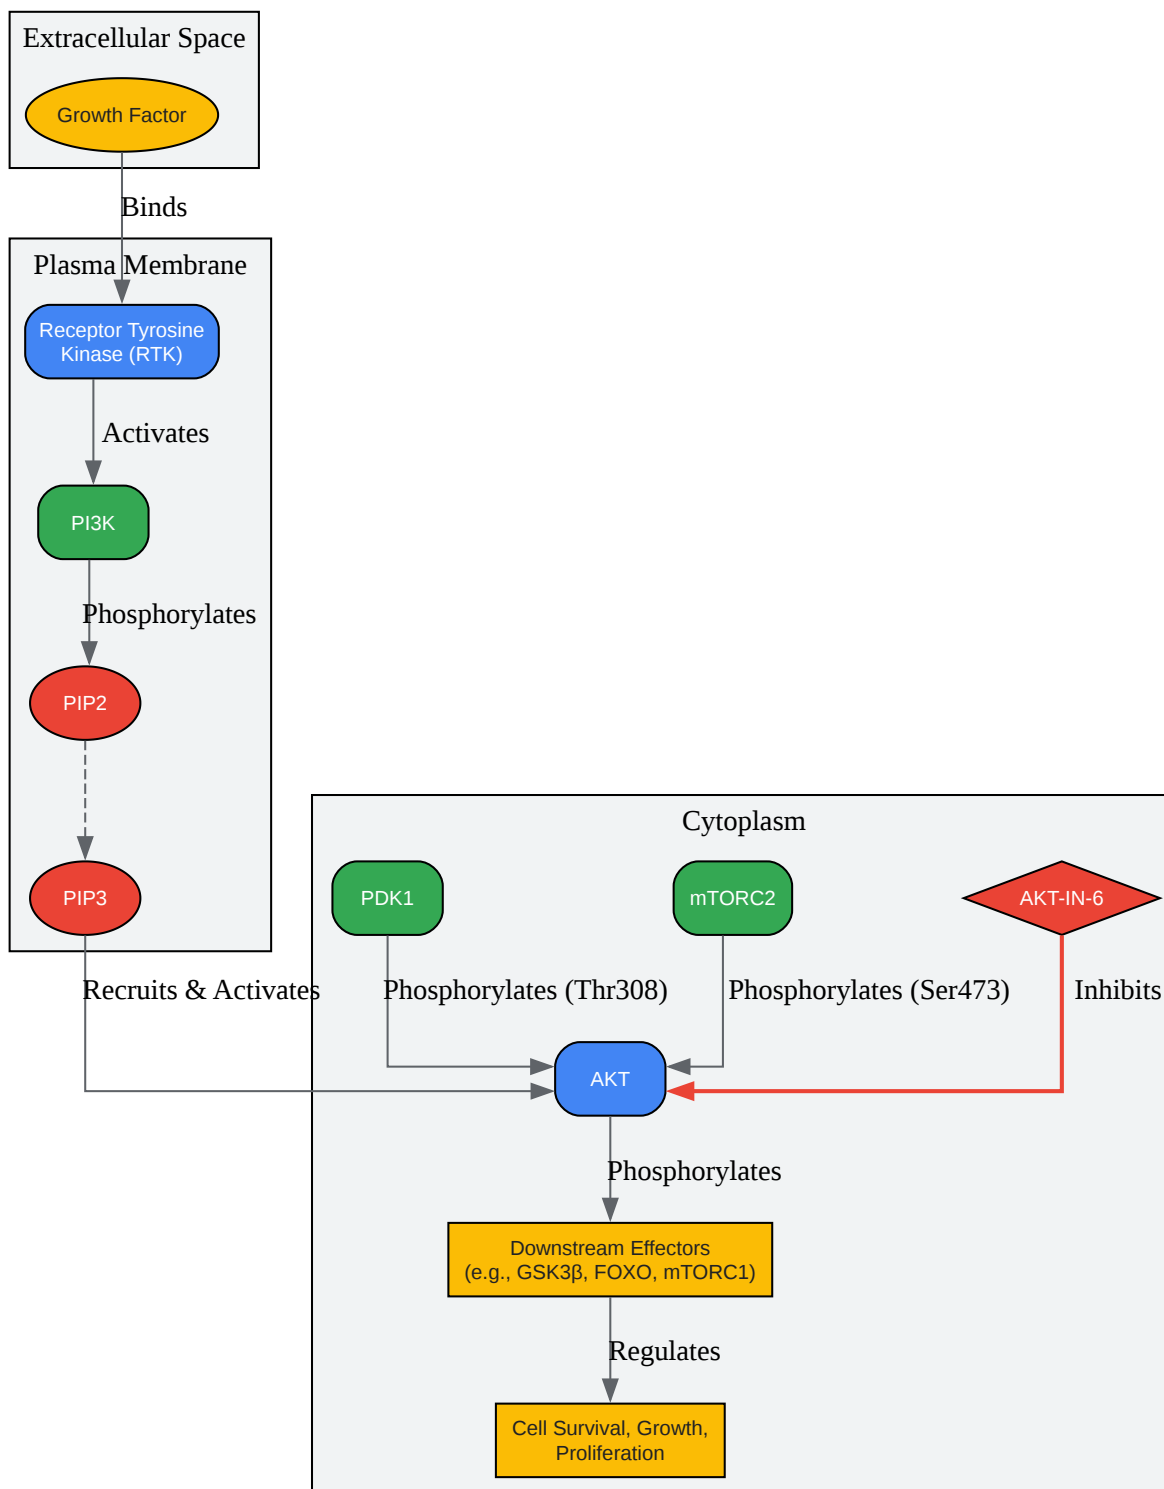 Extracellular Space
Growth Factor
Binds
Plasma Membrane
Receptor Tyrosine
Kinase (RTK)
Activates
PI3K
Phosphorylates
PIP2
Cytoplasm
PIP3
PDK1
mTORC2
AKT-IN-6
Recruits & Activates
Phosphorylates (Thr308)
Phosphorylates (Ser473)
Inhibits
AKT
Phosphorylates
Downstream Effectors
(e.g., GSK3β, FOXO, mTORC1)
Regulates
Cell Survival, Growth,
Proliferation